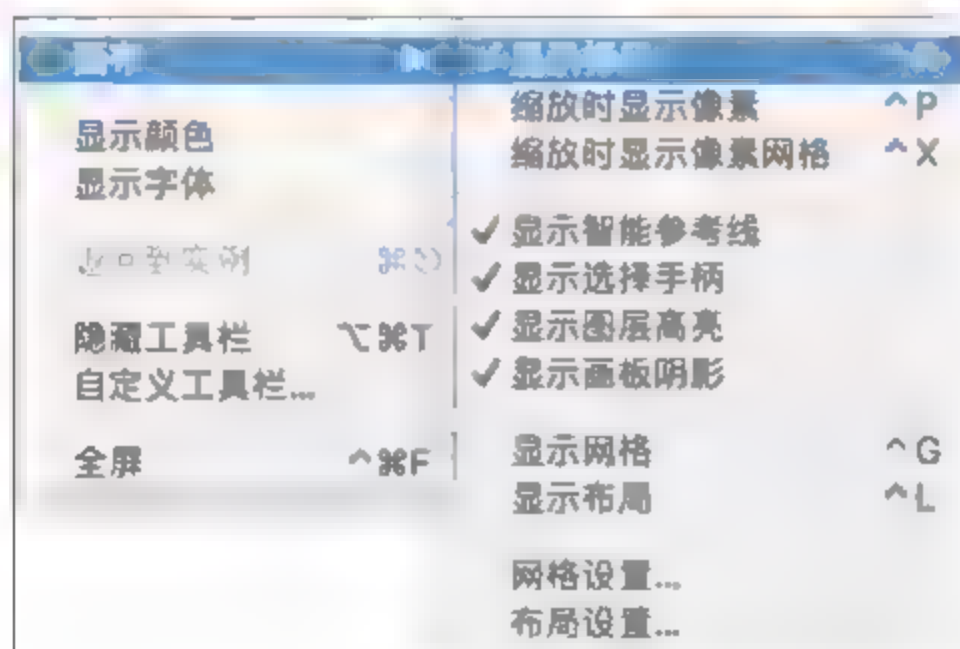 显示颜色
显示字体
隐藏工具栏 ⌥⌘T
自定义工具栏...
全屏 ^⌘F
缩放时显示像素 ^P
缩放时显示像素网格 ^X
✓ 显示智能参考线
✓ 显示选择手柄
✓ 显示图层高亮
✓ 显示画板阴影
显示网格 ^G
显示布局 ^L
网格设置...
布局设置...